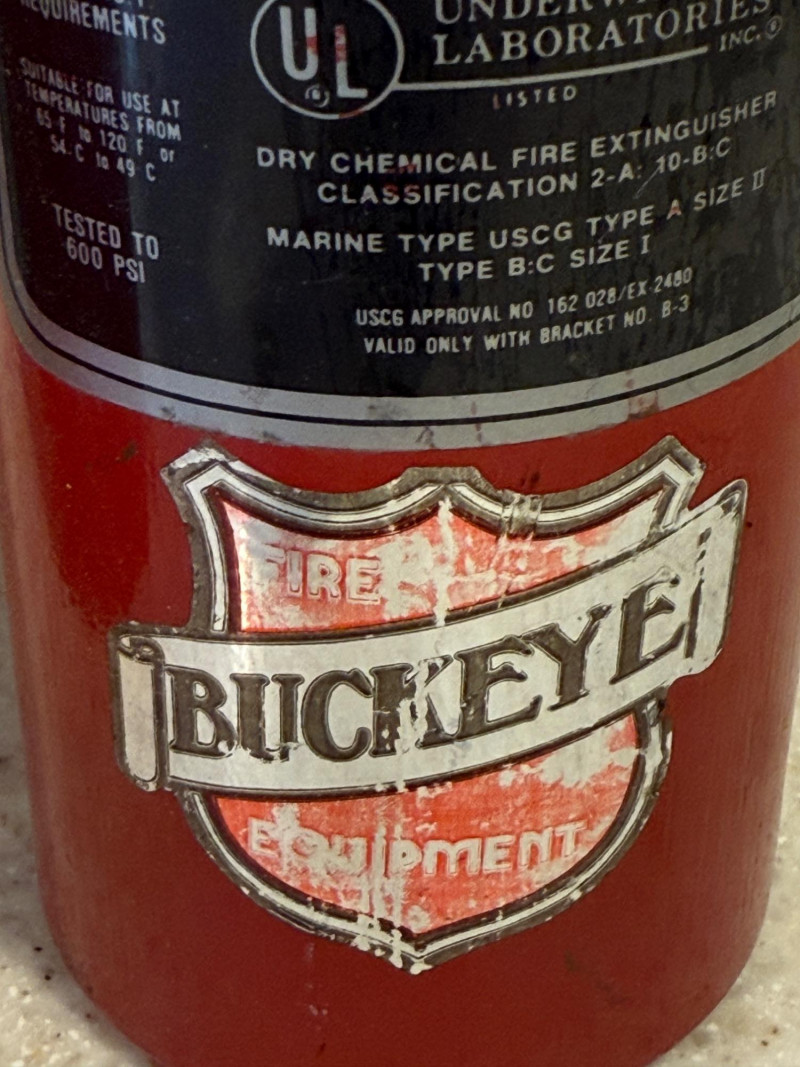 REQUIREMENTS
SUITABLE FOR USE AT
TEMPERATURES FROM
65 F to 120 F or
54 C to 49 C
TESTED TO
600 PSI
UL
LABORATORIES
INC.®
LISTED
DRY CHEMICAL FIRE EXTINGUISHER
CLASSIFICATION 2-A: 10-B:C
MARINE TYPE USCG TYPE A SIZE II
TYPE B:C SIZE I
USCG APPROVAL NO 162 028/EX 2480
VALID ONLY WITH BRACKET NO. B-3
FIRE
BUCKEYE
EQUIPMENT